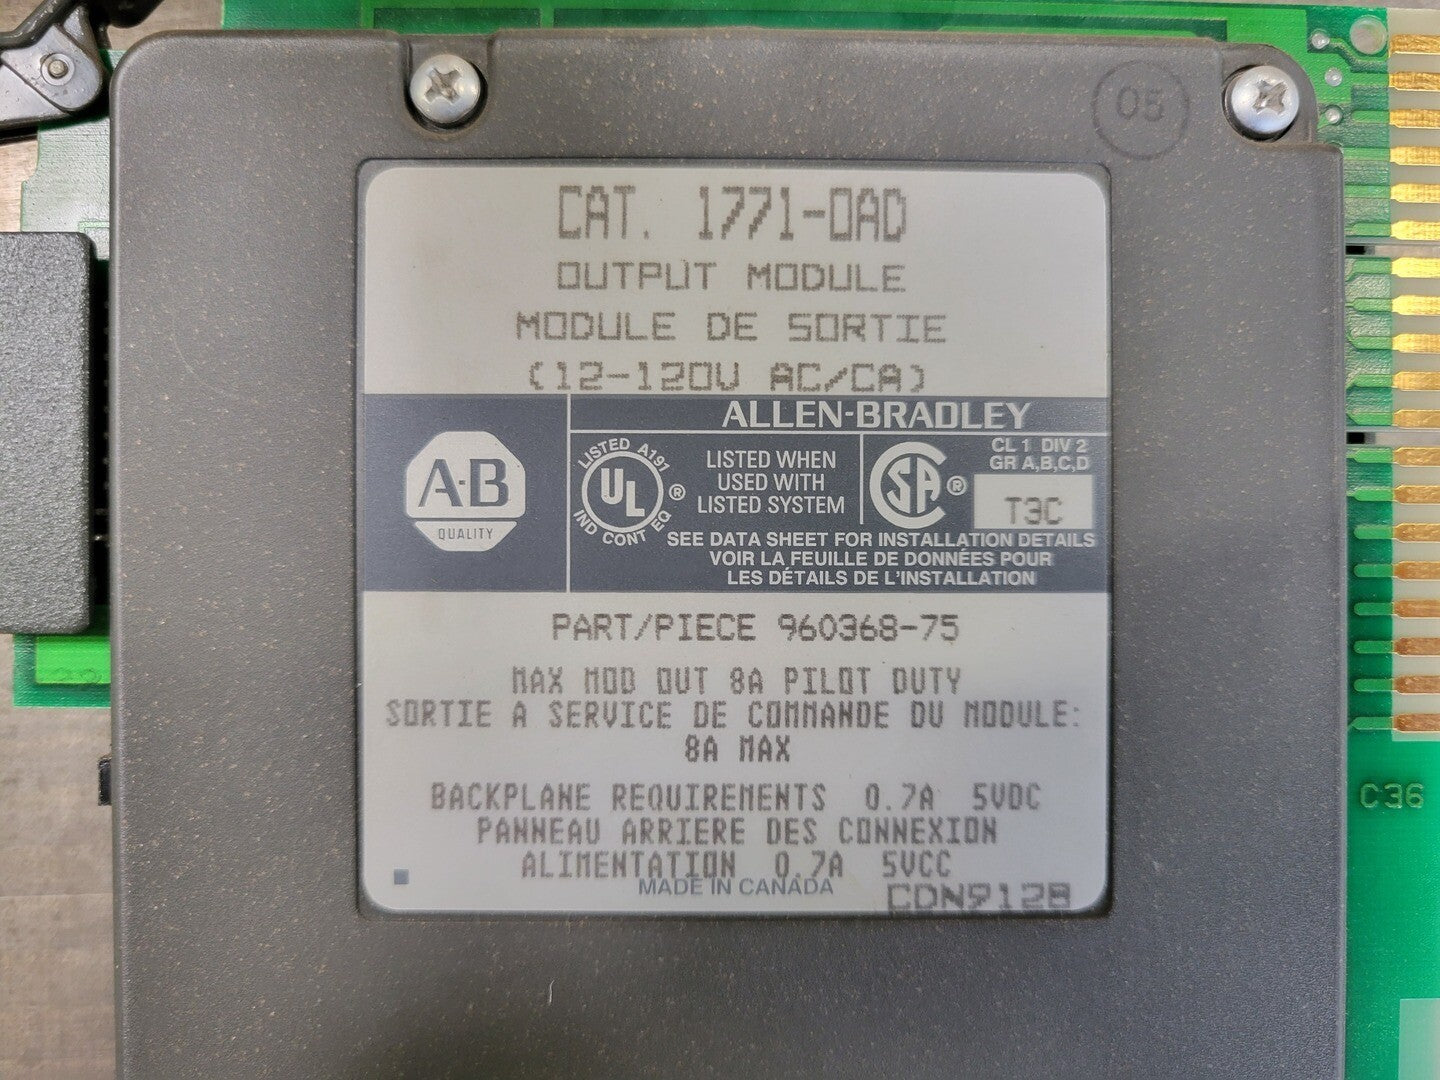 05
CAT. 1771-OAD
OUTPUT MODULE
MODULE DE SORTIE
(12-120V AC/CA)
ALLEN-BRADLEY
A-B
QUALITY
LISTED A191
UL
®
IND CONT EQ
LISTED WHEN
USED WITH
LISTED SYSTEM
SA
®
CL 1 DIV 2
GR A,B,C,D
T3C
SEE DATA SHEET FOR INSTALLATION DETAILS
VOIR LA FEUILLE DE DONNÉES POUR
LES DÉTAILS DE L'INSTALLATION
PART/PIECE 960368-75
MAX MOD OUT 8A PILOT DUTY
SORTIE A SERVICE DE COMMANDE DU MODULE:
8A MAX
BACKPLANE REQUIREMENTS 0.7A 5VDC
PANNEAU ARRIERE DES CONNEXION
ALIMENTATION 0.7A 5VCC
MADE IN CANADA
CDN912B
C36